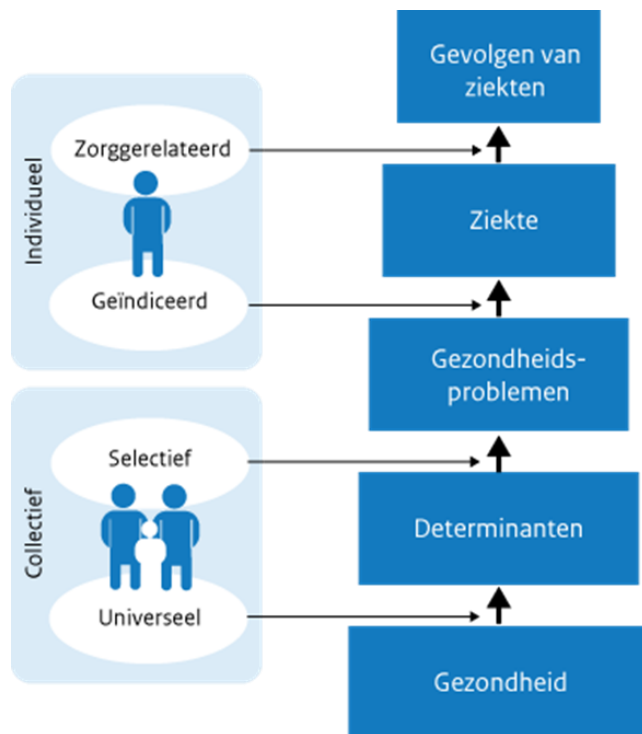 Individueel
Zorggerelateerd
Geïndiceerd
Collectief
Selectief
Universeel
Gevolgen van
ziekten
Ziekte
Gezondheids-
problemen
Determinanten
Gezondheid